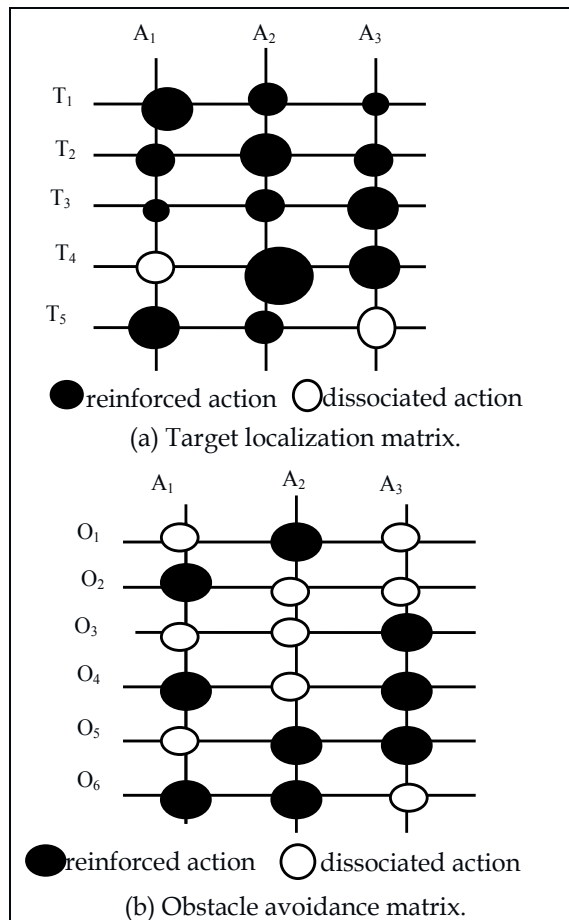 A₁ A₂ A₃
T₁
T₂
T₃
T₄
T₅
reinforced action dissociated action
(a) Target localization matrix.
A₁ A₂ A₃
O₁
O₂
O₃
O₄
O₅
O₆
reinforced action dissociated action
(b) Obstacle avoidance matrix.